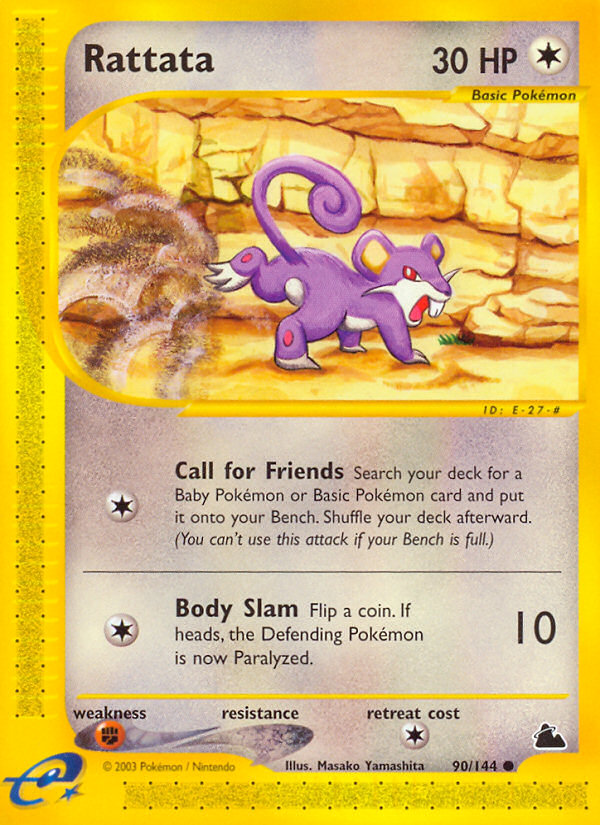 Rattata
30 HP
Basic Pokémon
ID: E-27-#
Call for Friends Search your deck for a
Baby Pokémon or Basic Pokémon card and put
it onto your Bench. Shuffle your deck afterward.
(You can't use this attack if your Bench is full.)
Body Slam Flip a coin. If
heads, the Defending Pokémon
is now Paralyzed.
10
weakness
resistance
retreat cost
© 2003 Pokémon / Nintendo
Illus. Masako Yamashita
90/144
e